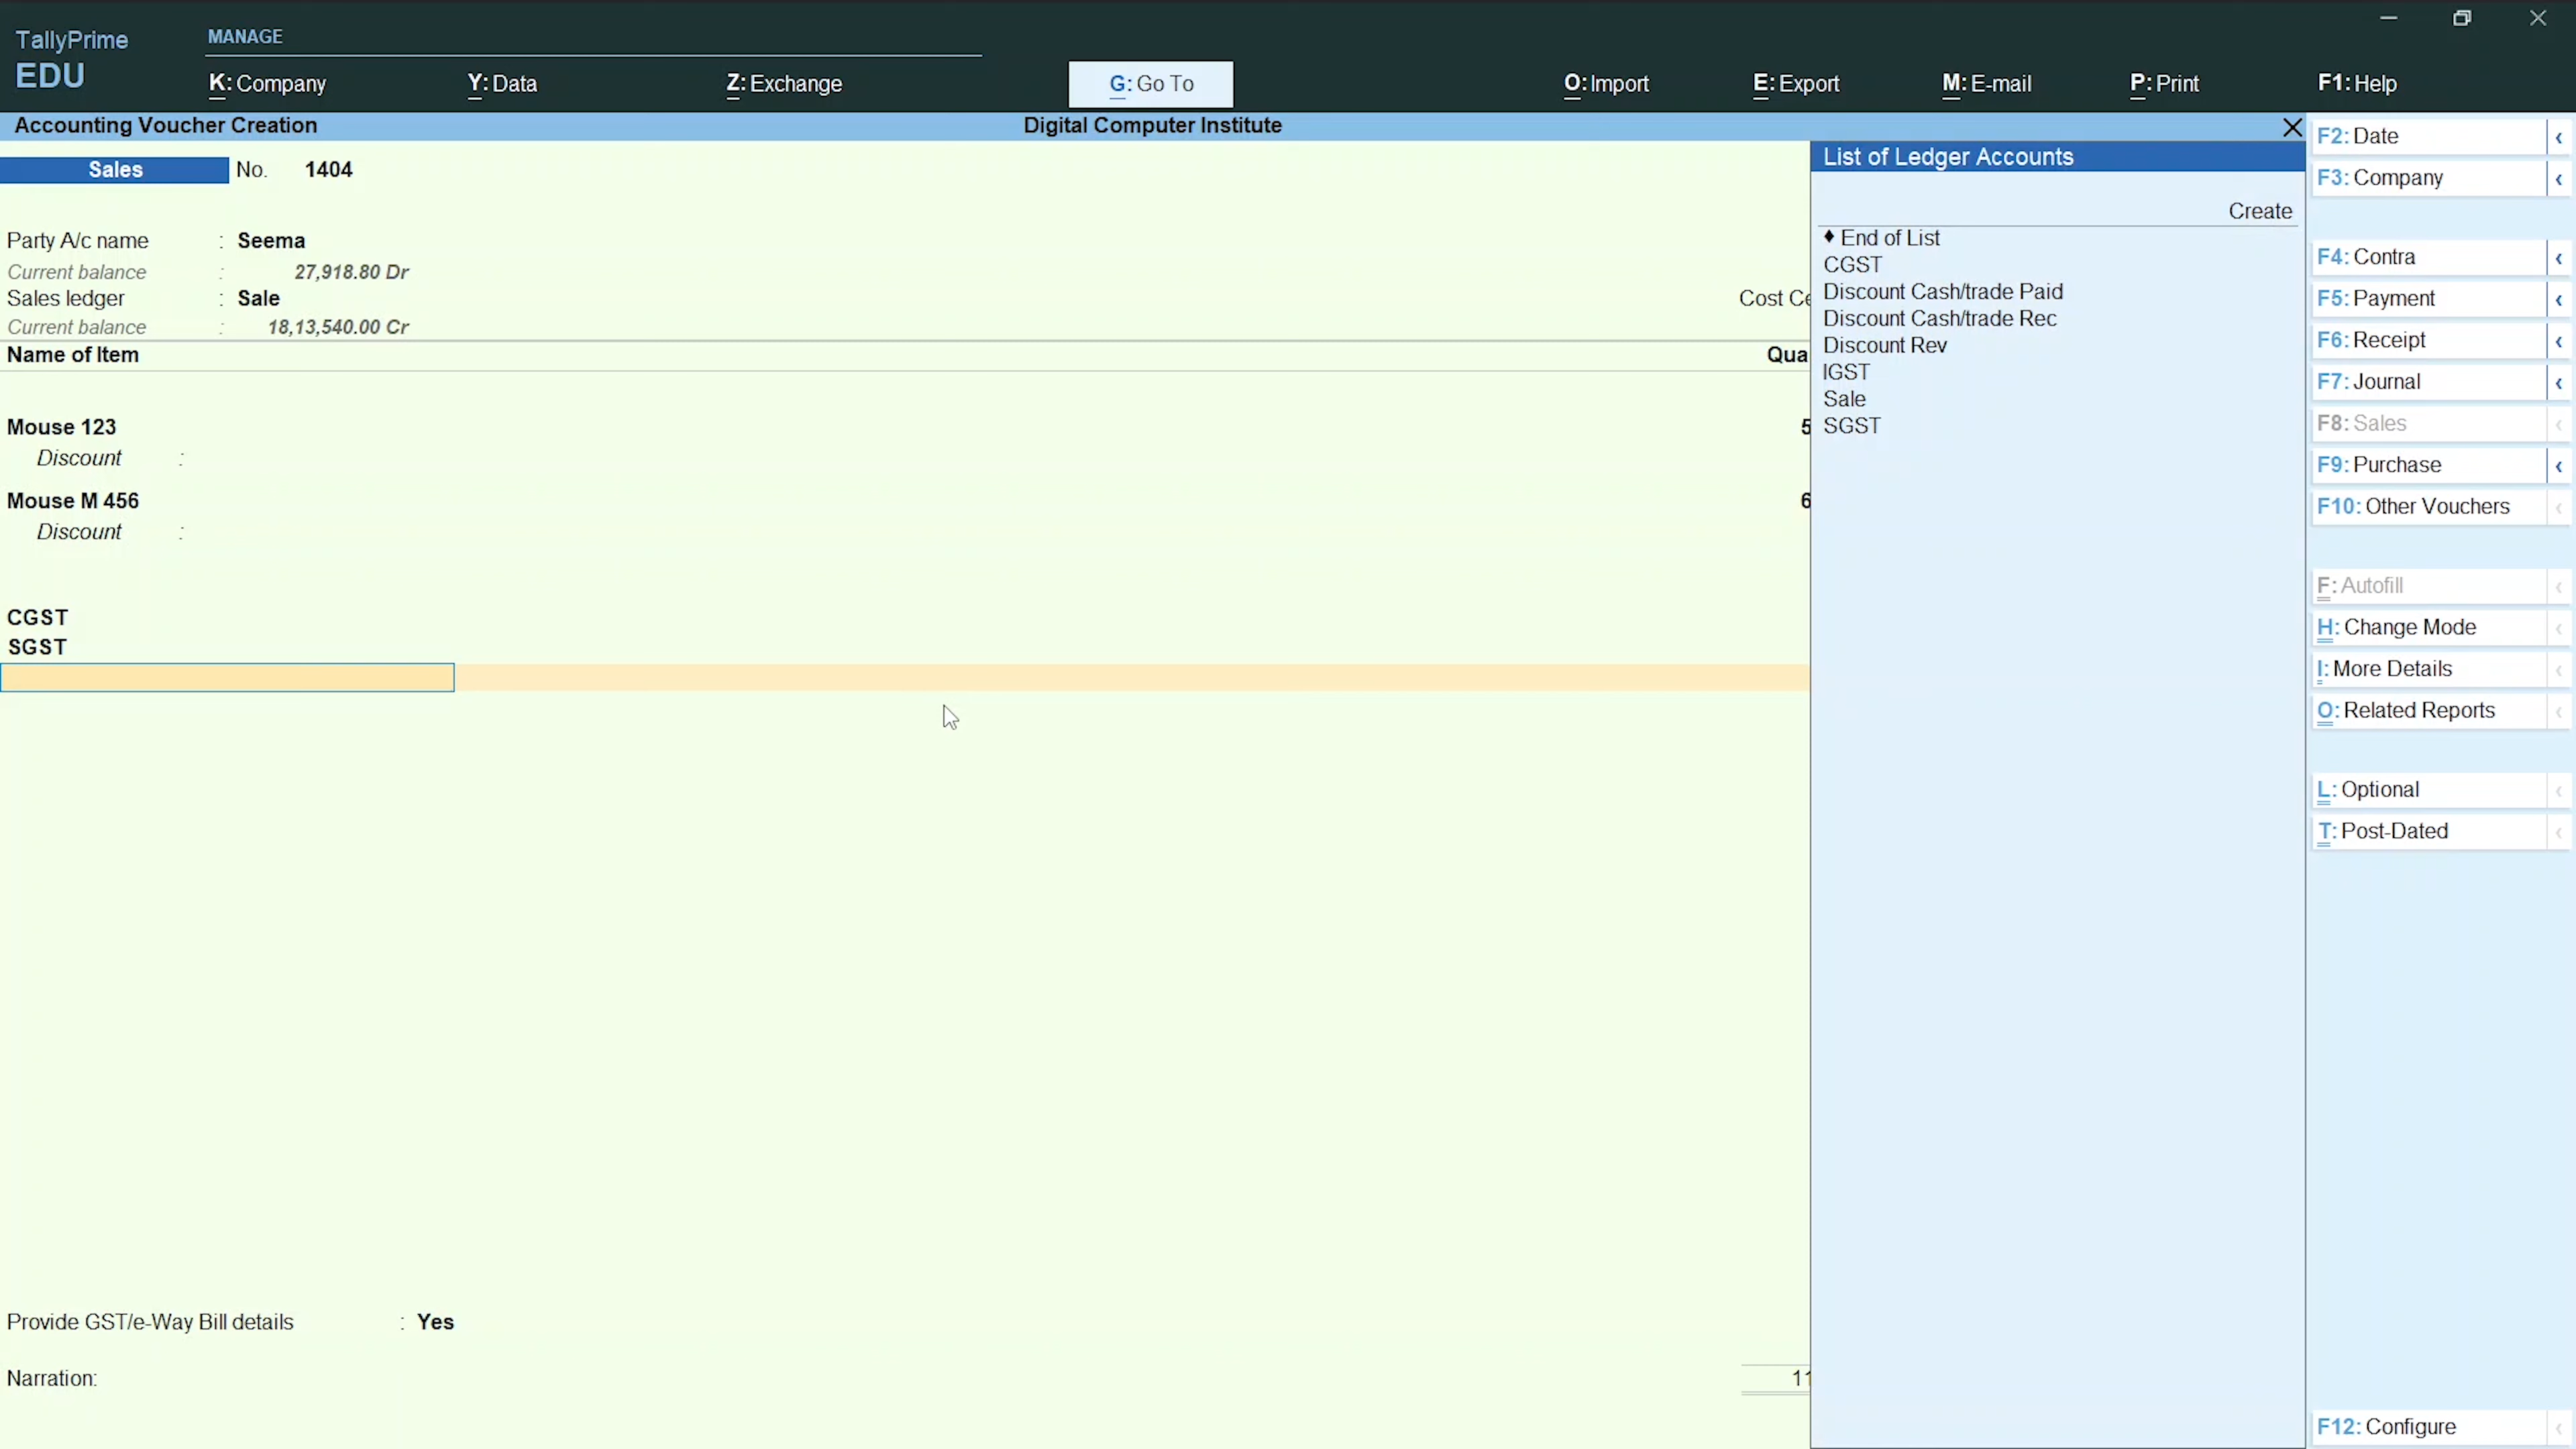 TallyPrime
EDU
MANAGE
K: Company
Y: Data
Z: Exchange
G: Go To
O: Import
E: Export
M: E-mail
P: Print
F1: Help
Accounting Voucher Creation
Digital Computer Institute
Sales No. 1404
Party A/c name : Seema
Current balance : 27,918.80 Dr
Sales ledger : Sale
Cost Ce
Current balance : 18,13,540.00 Cr
Name of Item
Qua
Mouse 123
5
Discount :
Mouse M 456
6
Discount :
CGST
SGST
Provide GST/e-Way Bill details : Yes
Narration:
11
List of Ledger Accounts
Create
♦ End of List
CGST
Discount Cash/trade Paid
Discount Cash/trade Rec
Discount Rev
IGST
Sale
SGST
F2: Date
F3: Company
F4: Contra
F5: Payment
F6: Receipt
F7: Journal
F8: Sales
F9: Purchase
F10: Other Vouchers
F: Autofill
H: Change Mode
I: More Details
O: Related Reports
L: Optional
T: Post-Dated
F12: Configure